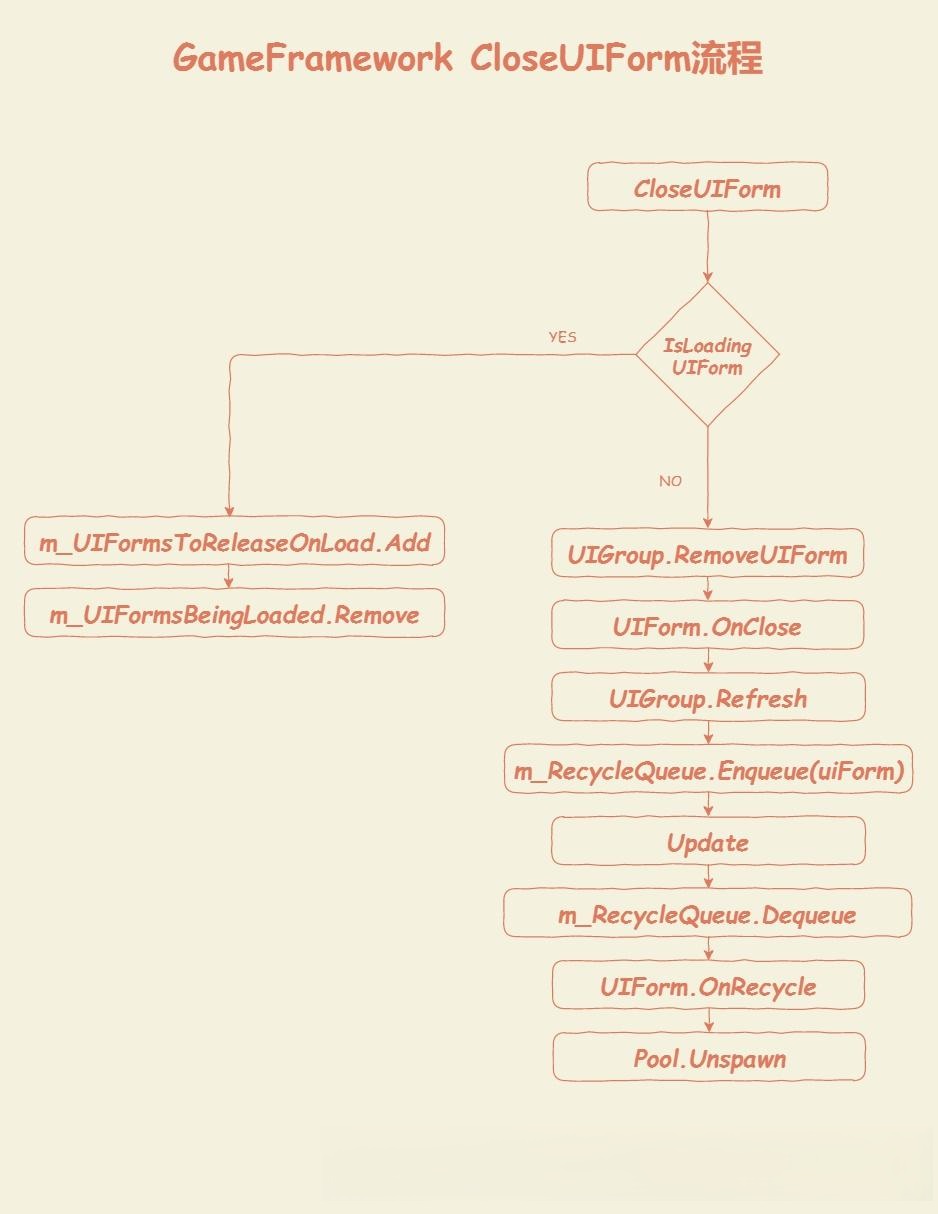 GameFramework CloseUIForm流程
CloseUIForm
IsLoading
UIForm
YES
NO
m_UIFormsToReleaseOnLoad.Add
m_UIFormsBeingLoaded.Remove
UIGroup.RemoveUIForm
UIForm.OnClose
UIGroup.Refresh
m_RecycleQueue.Enqueue(uiForm)
Update
m_RecycleQueue.Dequeue
UIForm.OnRecycle
Pool.Unspawn